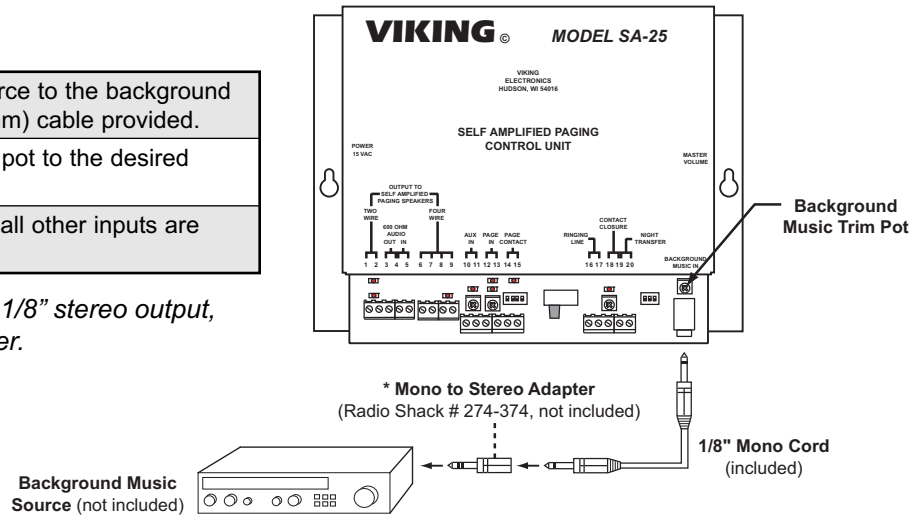 rce to the background
m) cable provided.
pot to the desired
all other inputs are
1/8” stereo output,
er.
VIKING ©
MODEL SA-25
VIKING
ELECTRONICS
HUDSON, WI 54016
SELF AMPLIFIED PAGING
CONTROL UNIT
POWER
15 VAC
MASTER
VOLUME
OUTPUT TO
SELF AMPLIFIED
PAGING SPEAKERS
TWO
WIRE
FOUR
WIRE
600 OHM
AUDIO
OUT IN
AUX
IN
PAGE
IN
PAGE
CONTACT
RINGING
LINE
CONTACT
CLOSURE
NIGHT
TRANSFER
BACKGROUND
MUSIC IN
1 2 3 4 5 6 7 8 9 10 11 12 13 14 15 16 17 18 19 20
Background
Music Trim Pot
* Mono to Stereo Adapter
(Radio Shack # 274-374, not included)
1/8" Mono Cord
(included)
Background Music
Source (not included)